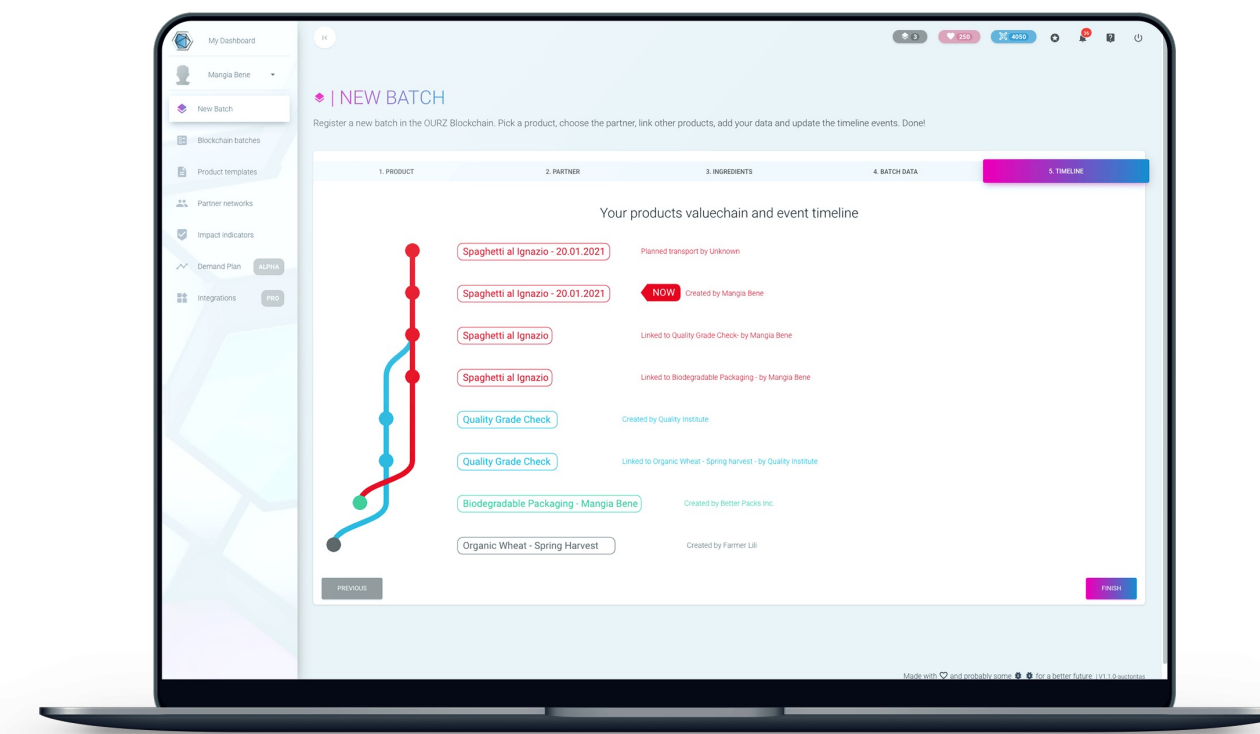 My Dashboard
3
250
4050
36
Mangia Bene
New Batch
Blockchain batches
Product templates
Partner networks
Impact indicators
Demand Plan ALPHA
Integrations PRO
| NEW BATCH
Register a new batch in the OURZ Blockchain. Pick a product, choose the partner, link other products, add your data and update the timeline events. Done!
1. PRODUCT
2. PARTNER
3. INGREDIENTS
4. BATCH DATA
5. TIMELINE
Your products valuechain and event timeline
Spaghetti al Ignazio - 20.01.2021 Planned transport by Unknown
Spaghetti al Ignazio - 20.01.2021 NOW Created by Mangia Bene
Spaghetti al Ignazio Linked to Quality Grade Check- by Mangia Bene
Spaghetti al Ignazio Linked to Biodegradable Packaging - by Mangia Bene
Quality Grade Check Created by Quality Institute
Quality Grade Check Linked to Organic Wheat - Spring harvest - by Quality Institute
Biodegradable Packaging - Mangia Bene Created by Better Packs Inc.
Organic Wheat - Spring Harvest Created by Farmer Lili
PREVIOUS
FINISH
Made with and probably some for a better future | V1.1.0-auctoritas